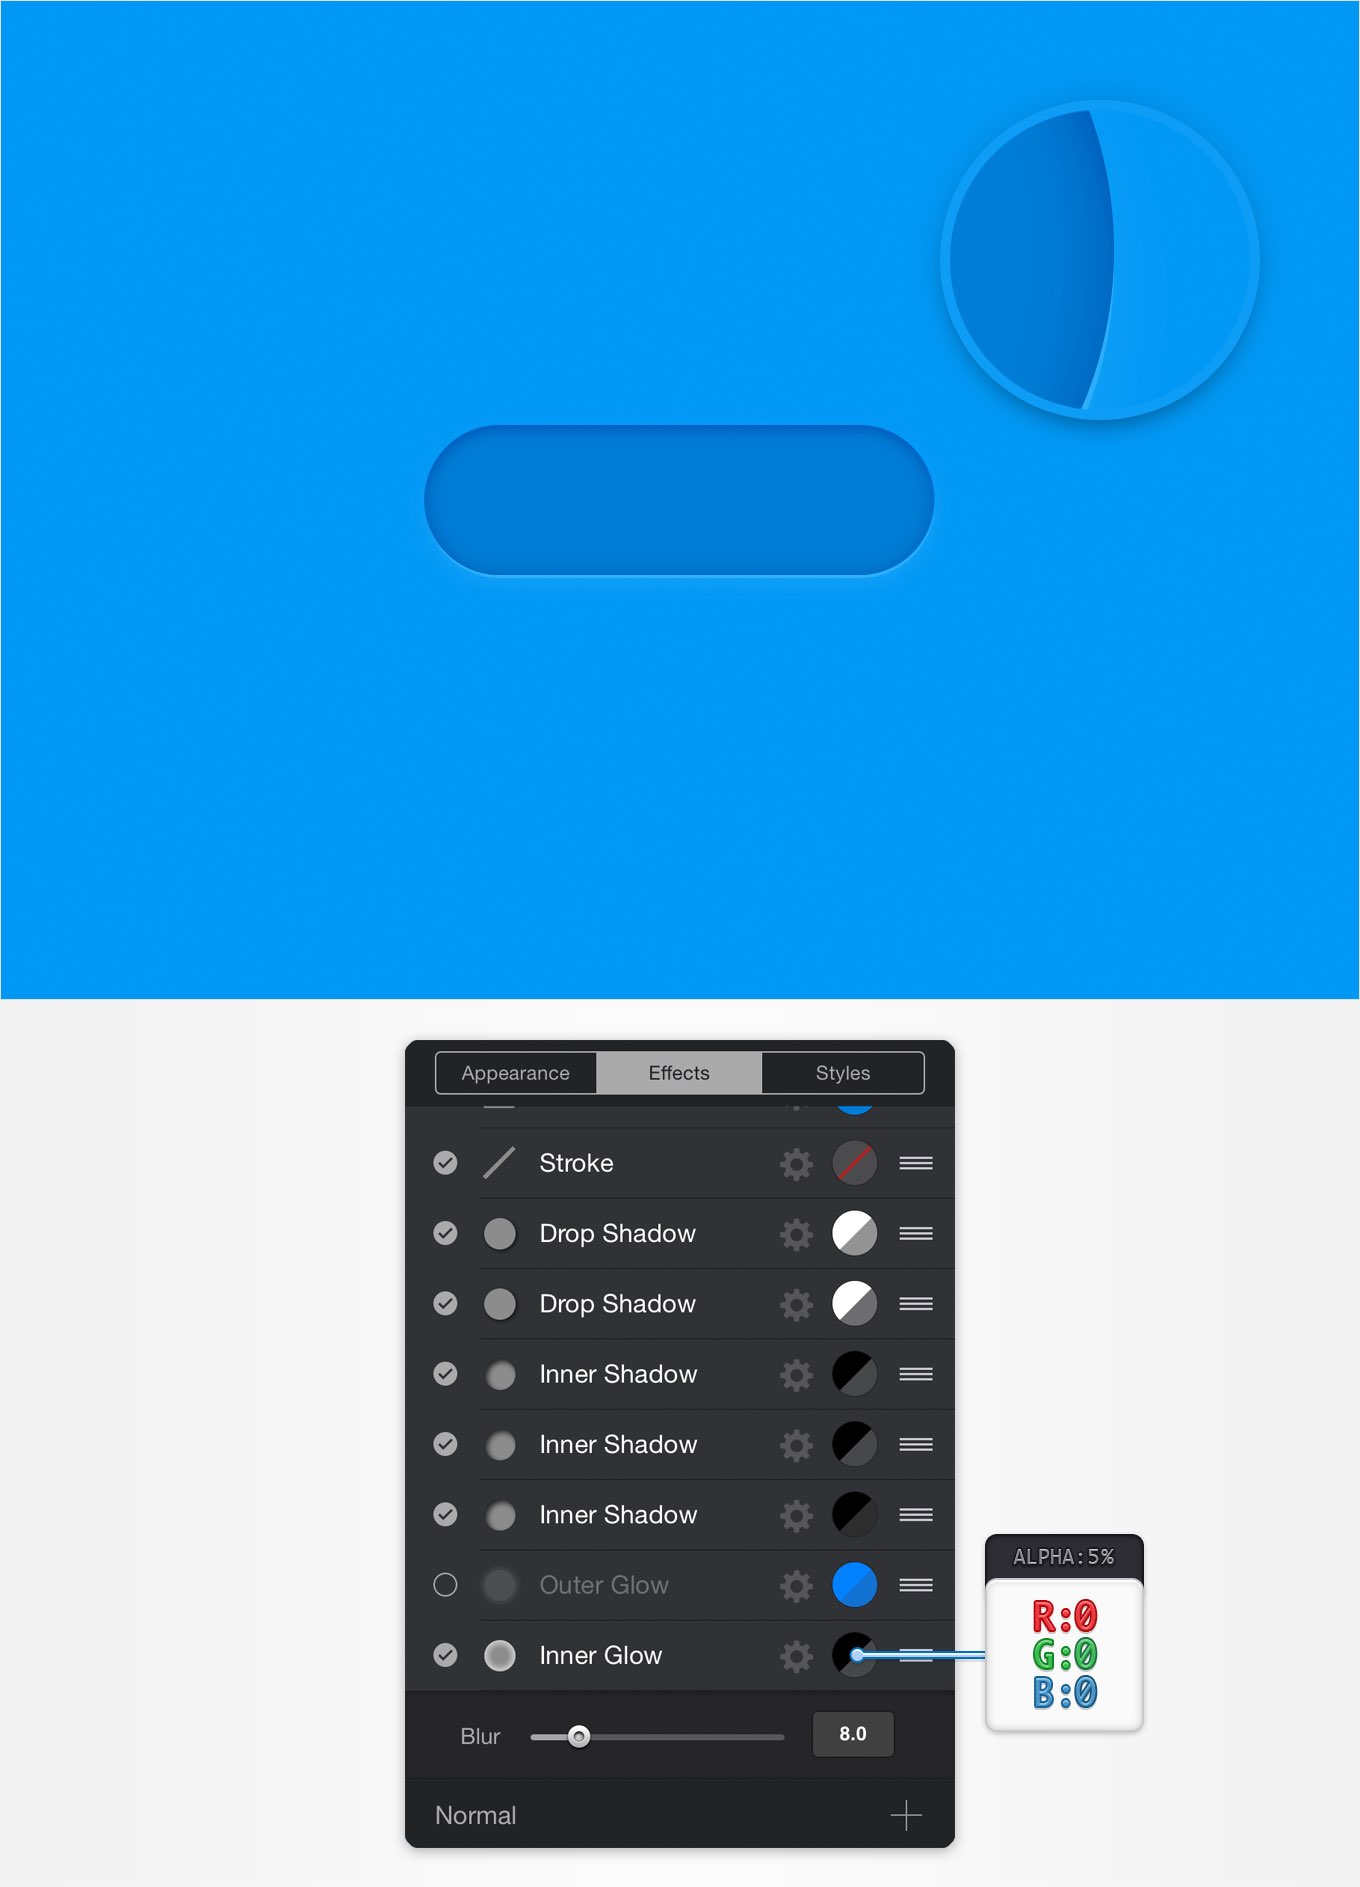 Appearance Effects Styles
Stroke
Drop Shadow
Drop Shadow
Inner Shadow
Inner Shadow
Inner Shadow
Outer Glow
Inner Glow
ALPHA:5%
R:0
G:0
B:0
Blur 8.0
Normal